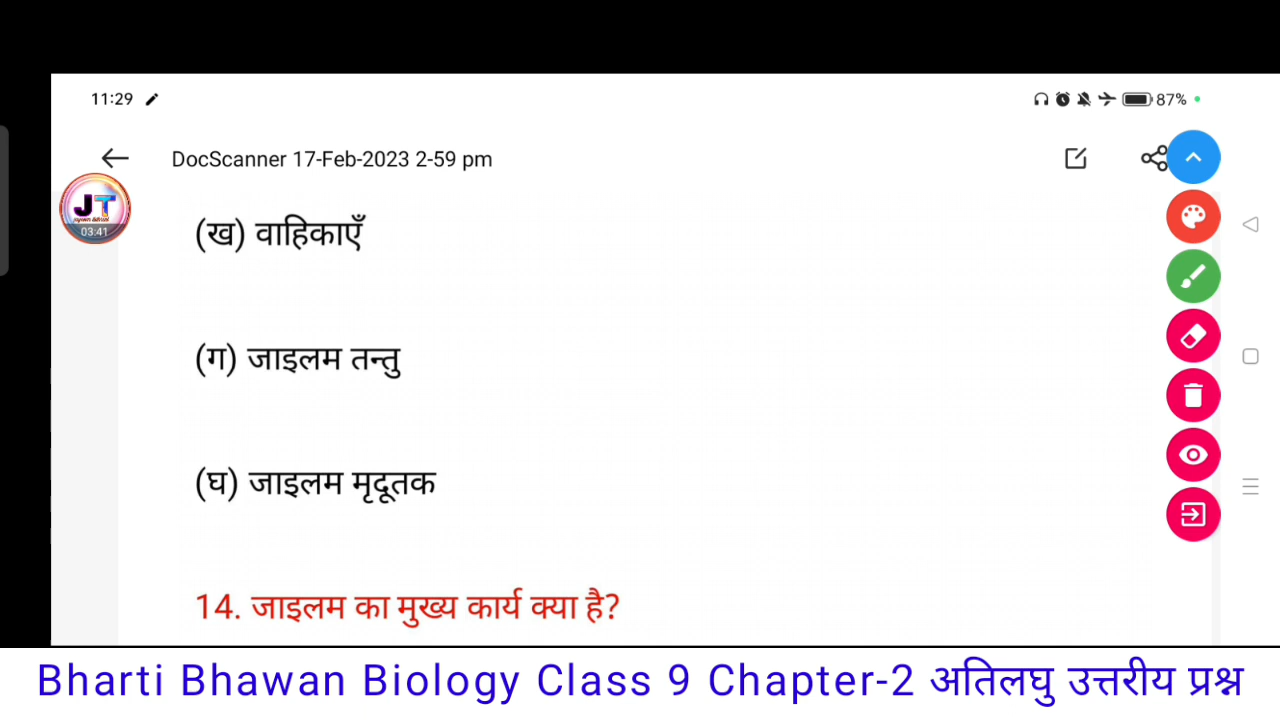 11:29
87%
DocScanner 17-Feb-2023 2-59 pm
JT
03:41
(ख) वाहिकाएँ
(ग) जाइलम तन्तु
(घ) जाइलम मृदूतक
14. जाइलम का मुख्य कार्य क्या है?
Bharti Bhawan Biology Class 9 Chapter-2 अतिलघु उत्तरीय प्रश्न